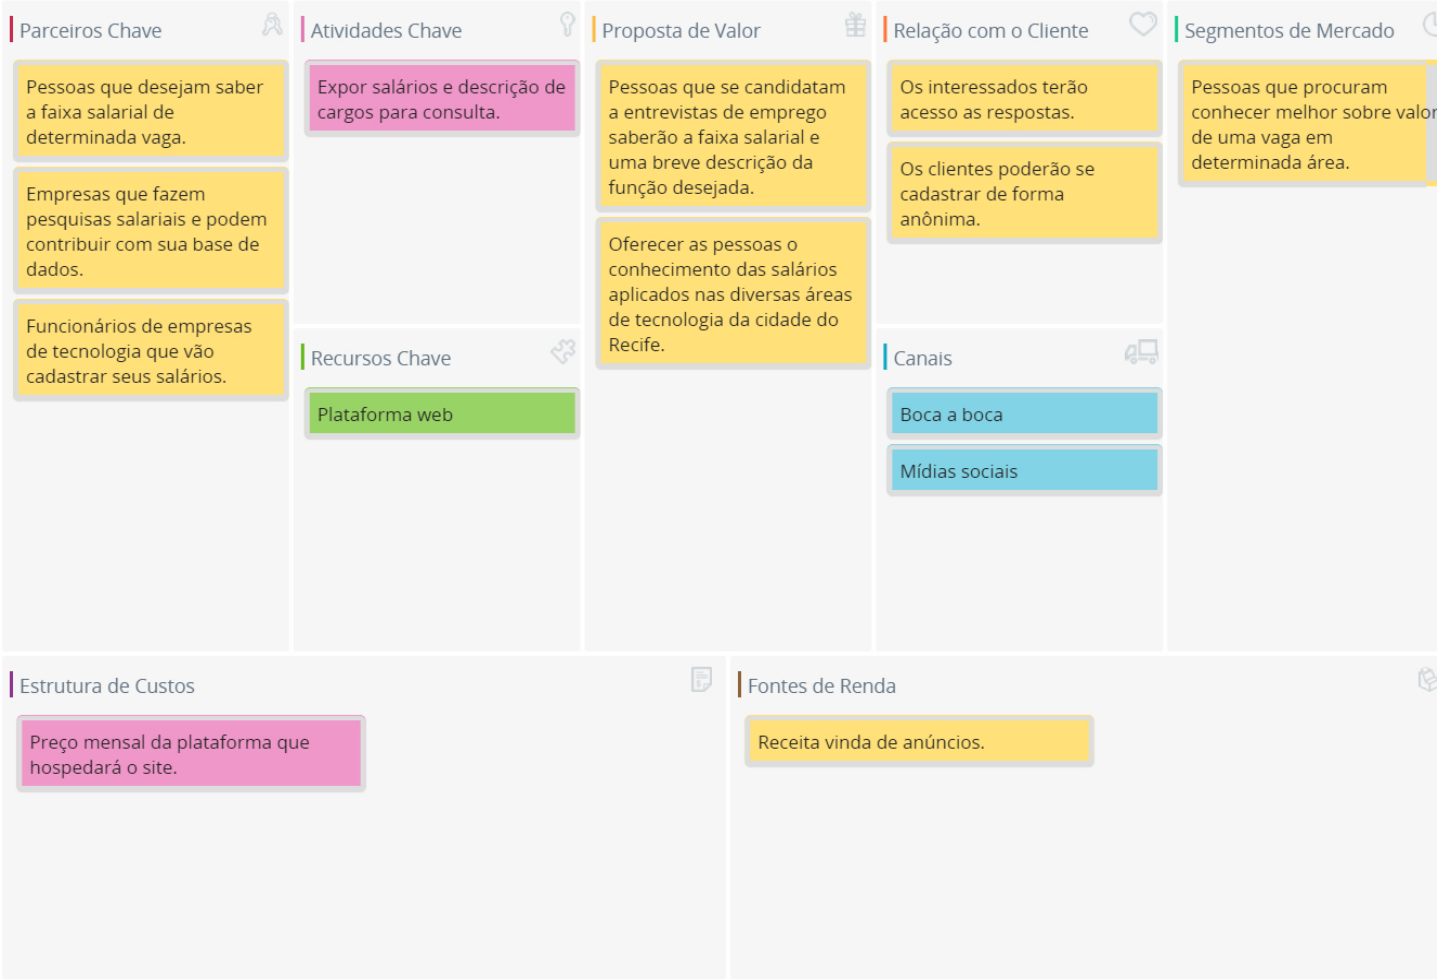 Parceiros Chave
Pessoas que desejam saber
a faixa salarial de
determinada vaga.
Empresas que fazem
pesquisas salariais e podem
contribuir com sua base de
dados.
Funcionários de empresas
de tecnologia que vão
cadastrar seus salários.
Atividades Chave
Expor salários e descrição de
cargos para consulta.
Recursos Chave
Plataforma web
Proposta de Valor
Pessoas que se candidatam
a entrevistas de emprego
saberão a faixa salarial e
uma breve descrição da
função desejada.
Oferecer as pessoas o
conhecimento das salários
aplicados nas diversas áreas
de tecnologia da cidade do
Recife.
Relação com o Cliente
Os interessados terão
acesso as respostas.
Os clientes poderão se
cadastrar de forma
anônima.
Canais
Boca a boca
Mídias sociais
Segmentos de Mercado
Pessoas que procuram
conhecer melhor sobre valor
de uma vaga em
determinada área.
Estrutura de Custos
Preço mensal da plataforma que
hospedará o site.
Fontes de Renda
Receita vinda de anúncios.